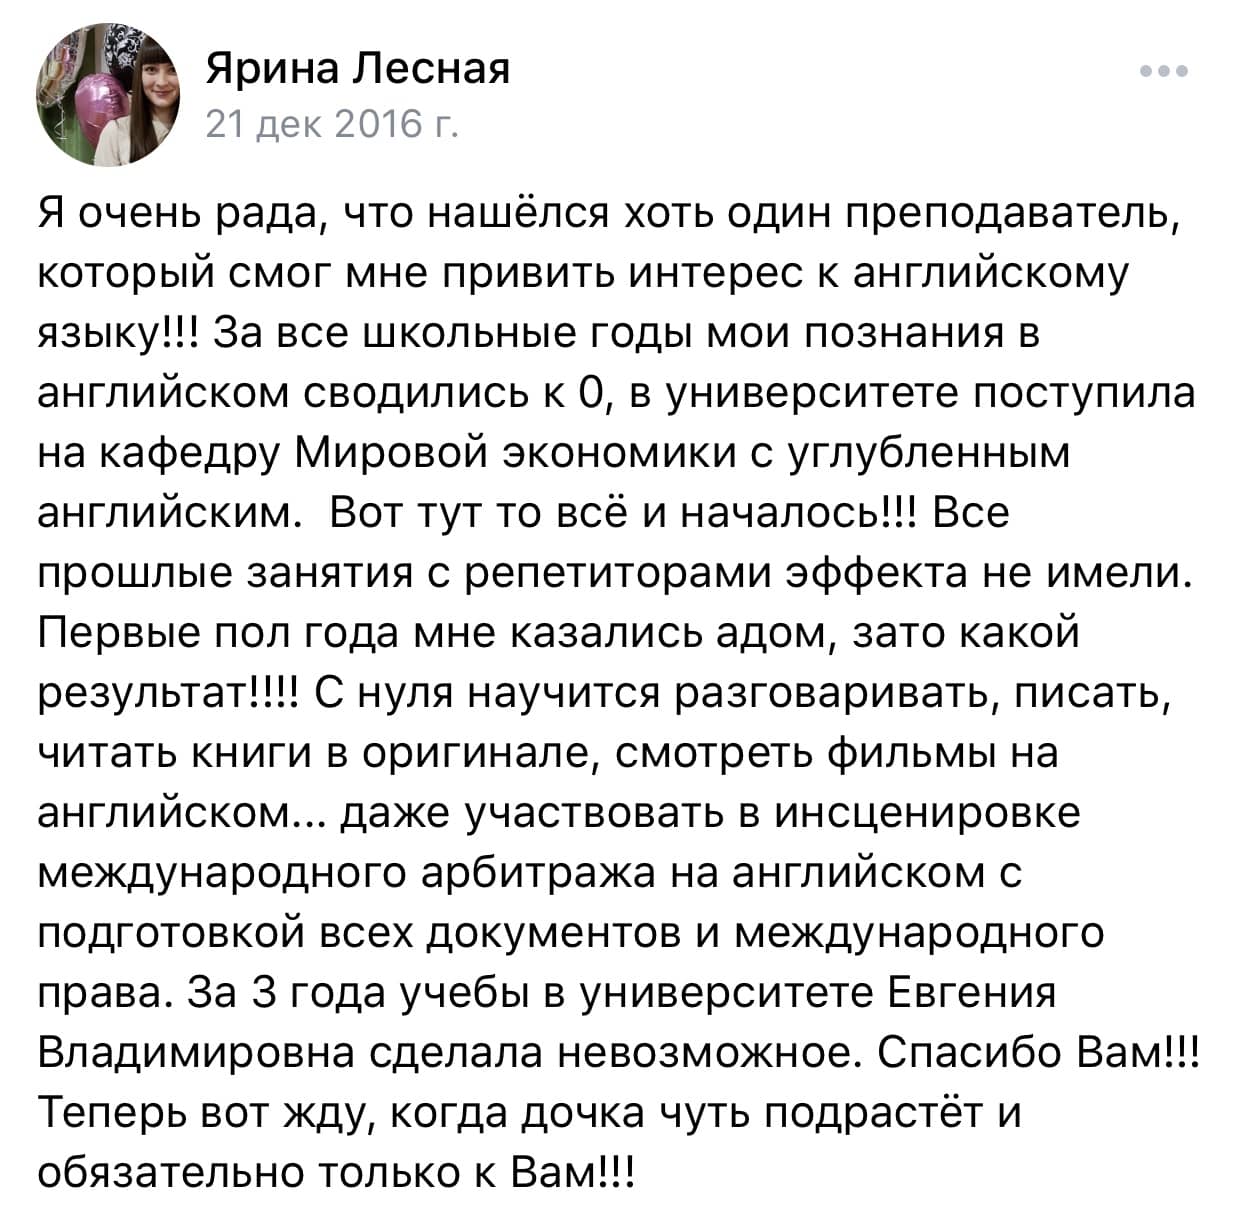 Ярина Лесная
21 дек 2016 г.
Я очень рада, что нашёлся хоть один преподаватель,
который смог мне привить интерес к английскому
языку!!! За все школьные годы мои познания в
английском сводились к 0, в университете поступила
на кафедру Мировой экономики с углубленным
английским.  Вот тут то всё и началось!!! Все
прошлые занятия с репетиторами эффекта не имели.
Первые пол года мне казались адом, зато какой
результат!!!! С нуля научится разговаривать, писать,
читать книги в оригинале, смотреть фильмы на
английском... даже участвовать в инсценировке
международного арбитража на английском с
подготовкой всех документов и международного
права. За 3 года учебы в университете Евгения
Владимировна сделала невозможное. Спасибо Вам!!!
Теперь вот жду, когда дочка чуть подрастёт и
обязательно только к Вам!!!